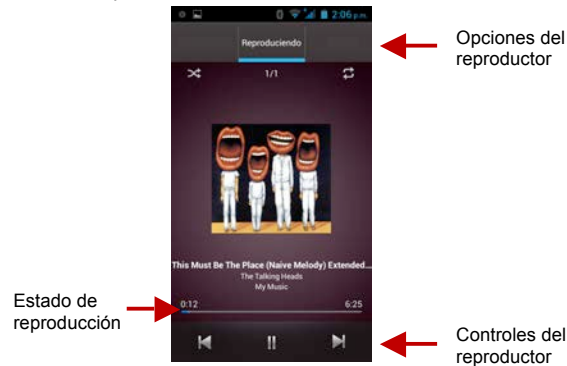 2:06 p.m.
Reproduciendo
Opciones del
reproductor
1/1
This Must Be The Place (Naive Melody) Extended...
The Talking Heads
My Music
0:12
6:25
Estado de
reproducción
Controles del
reproductor